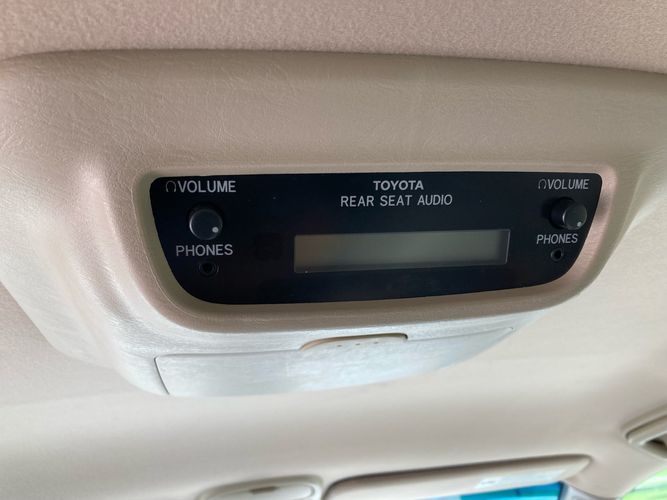 VOLUME
PHONES
TOYOTA
REAR SEAT AUDIO
VOLUME
PHONES